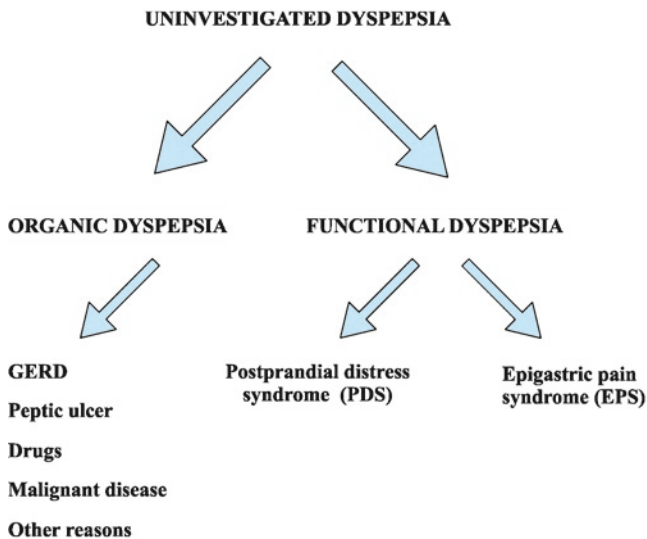 UNINVESTIGATED DYSPEPSIA
ORGANIC DYSPEPSIA
FUNCTIONAL DYSPEPSIA
GERD
Peptic ulcer
Drugs
Malignant disease
Other reasons
Postprandial distress
syndrome (PDS)
Epigastric pain
syndrome (EPS)